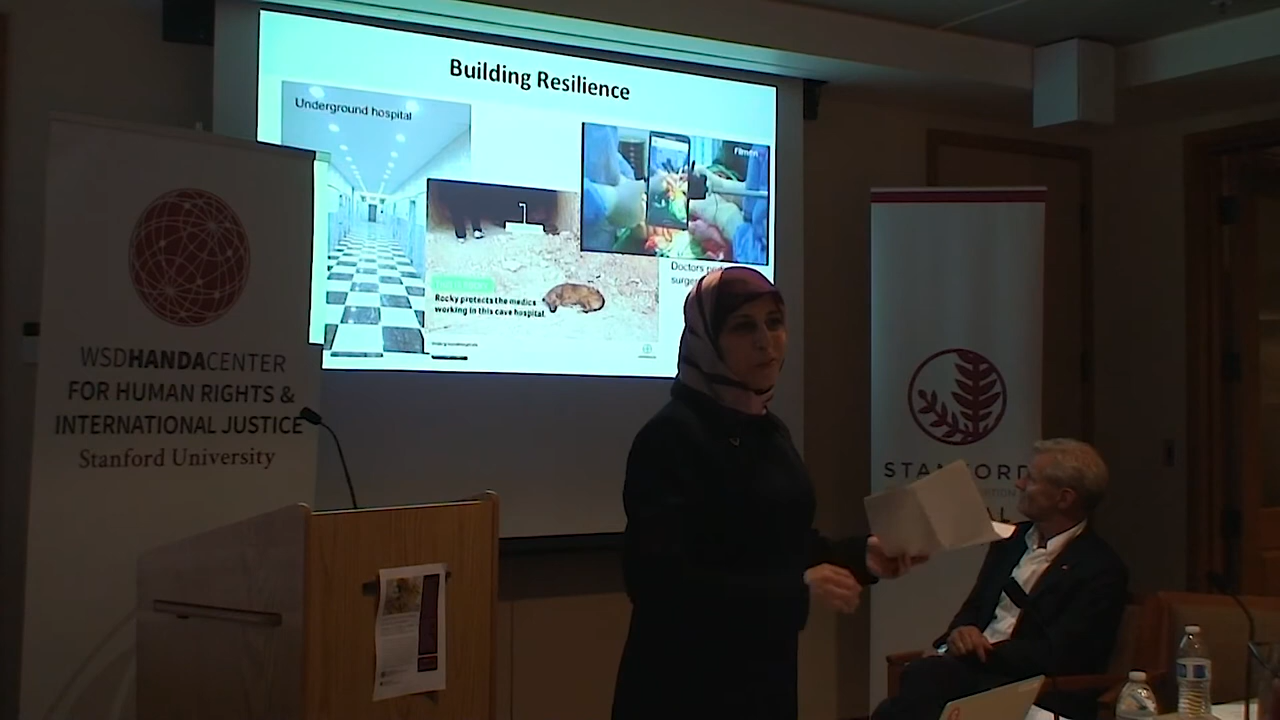 Building Resilience
Underground hospital
Filmen
Rocky protects the medics
working in this cave hospital.
Doctors
WSDHANDACENTER
FOR HUMAN RIGHTS &
INTERNATIONAL JUSTICE
Stanford University
STANFORD